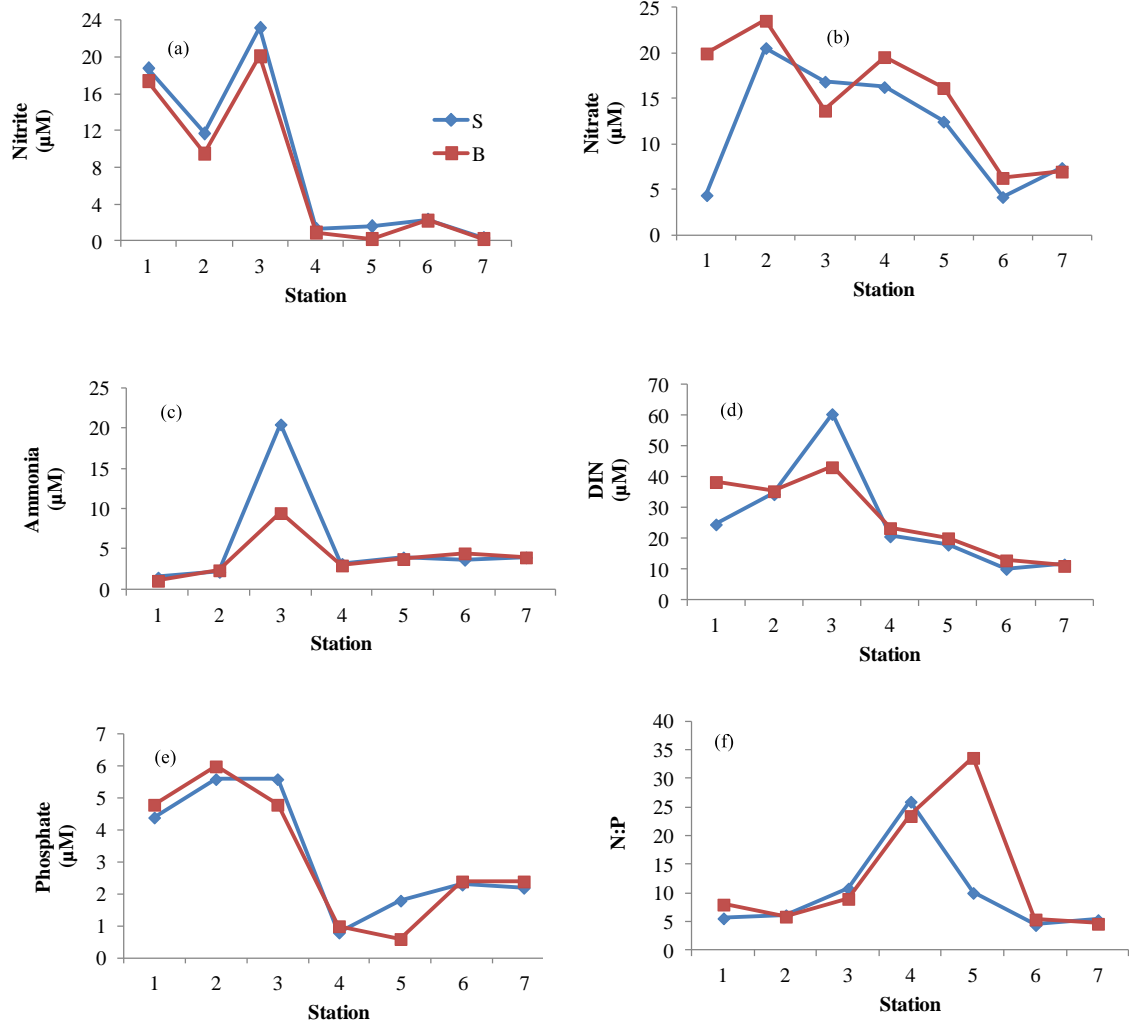 24
20
16
12
8
4
0
(a)
Nitrite
(µM)
S
B
1 2 3 4 5 6 7
Station
25
20
15
10
5
0
(b)
Nitrate
(µM)
1 2 3 4 5 6 7
Station
25
20
15
10
5
0
(c)
Ammonia
(µM)
1 2 3 4 5 6 7
Station
70
60
50
40
30
20
10
0
(d)
DIN
(µM)
1 2 3 4 5 6 7
Station
7
6
5
4
3
2
1
0
(e)
Phosphate
(µM)
1 2 3 4 5 6 7
Station
40
35
30
25
20
15
10
5
0
(f)
N:P
1 2 3 4 5 6 7
Station